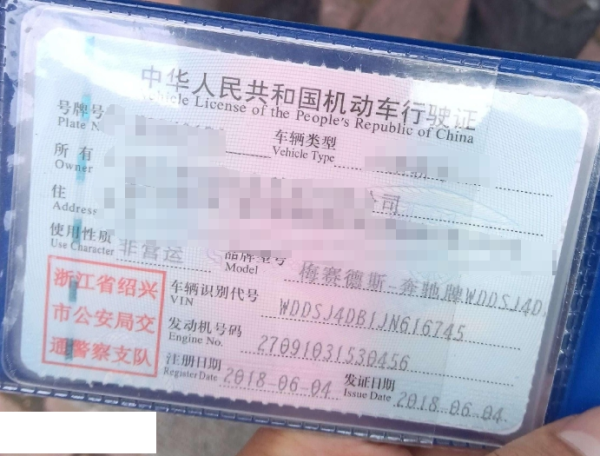 中华人民共和国机动车行驶证
Vehicle License of the People's Republic of China
号牌号
Plate N
车辆类型
Vehicle Type
所 有
Owner
公司
住
Address
使用性质
Use Character
非营运
品牌型号
Model
梅赛德斯-奔驰牌WDDSJ4D
浙江省绍兴
市公安局交
通警察支队
车辆识别代号
VIN
WDDSJ4DB1JN616745
发动机号码
Engine No.
27091031530456
注册日期
Register Date
2018-06-04
发证日期
Issue Date
2018-06-04